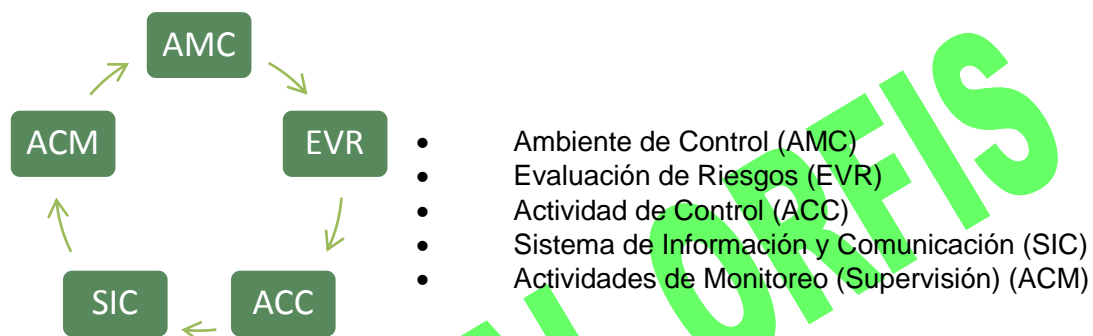 AMC
ACM
EVR
SIC
ACC
• Ambiente de Control (AMC)
• Evaluación de Riesgos (EVR)
• Actividad de Control (ACC)
• Sistema de Información y Comunicación (SIC)
• Actividades de Monitoreo (Supervisión) (ACM)
ORFIS